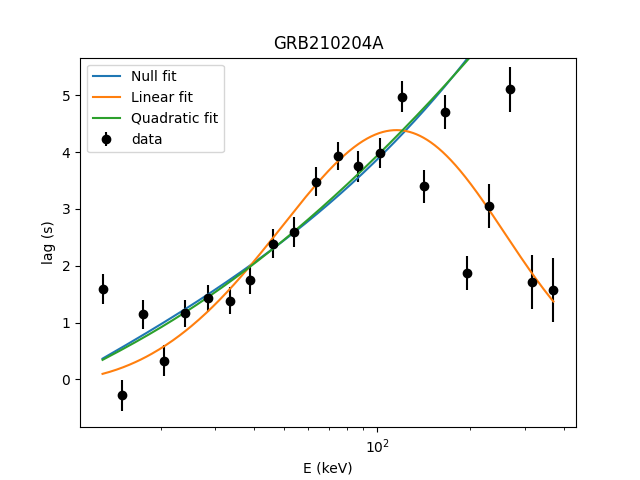 GRB210204A
Null fit
Linear fit
Quadratic fit
data
5
4
3
2
1
0
lag (s)
10²
E (keV)